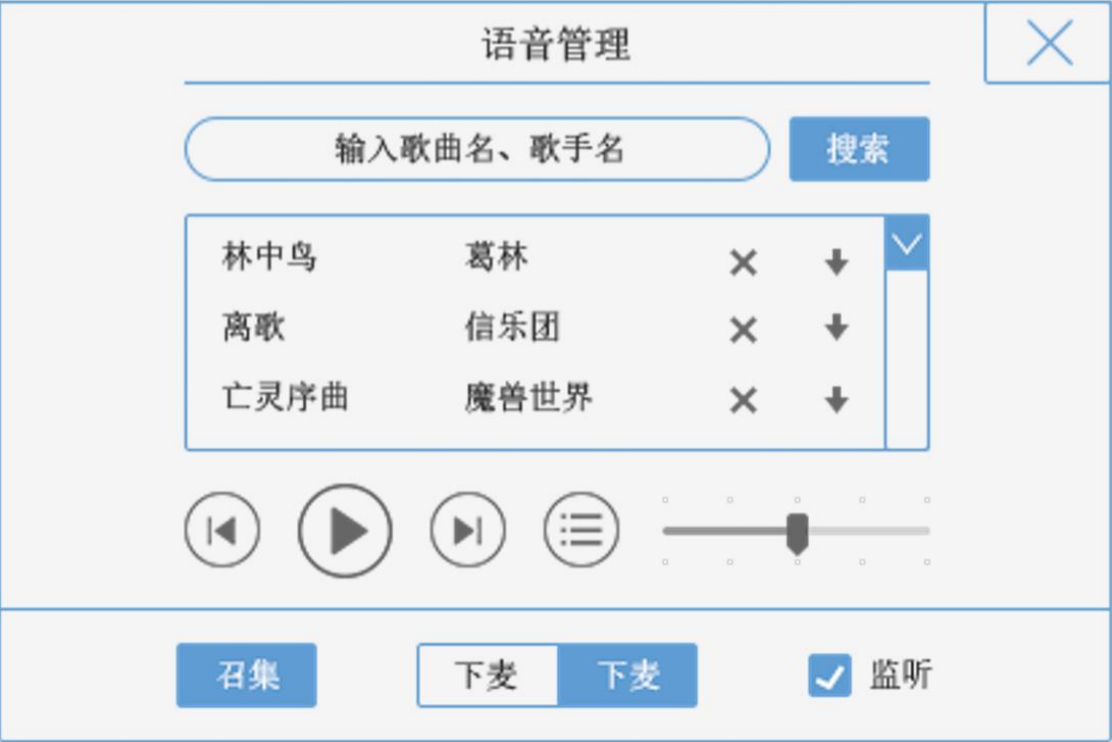 语音管理
输入歌曲名、歌手名 搜索
林中鸟 葛林
离歌 信乐团
亡灵序曲 魔兽世界
召集 下麦 下麦 监听